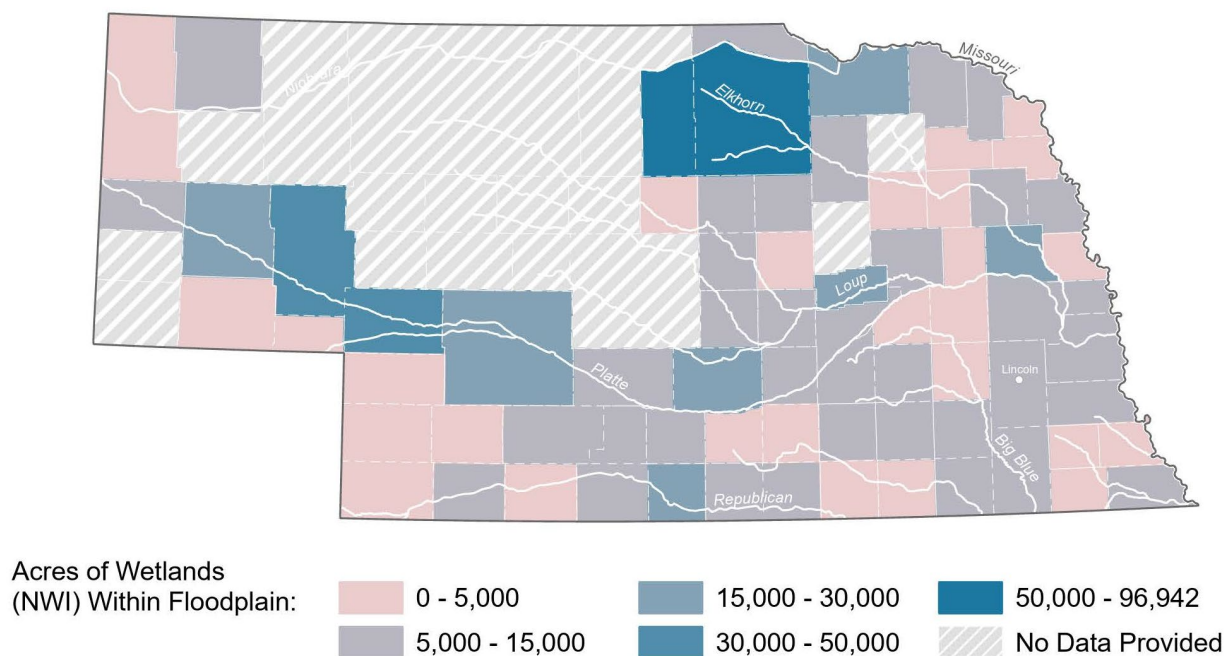 Missouri
Niobrara
Elkhorn
Loup
Platte
Lincoln
Big Blue
Republican
Acres of Wetlands
(NWI) Within Floodplain:
0 - 5,000
5,000 - 15,000
15,000 - 30,000
30,000 - 50,000
50,000 - 96,942
No Data Provided